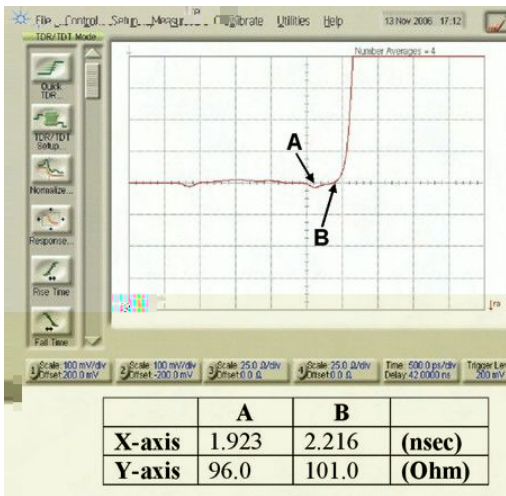 File Control Setup Measure Calibrate Utilities Help 13 Nov 2006 17:12
TDR/TDT Mode
Number Averages = 4
Quick
TDR...
TDR/TDT
Setup...
Normalize...
Response...
Rise Time
Fall Time
A
B
1) Scale: 100 mV/div
Offset: 200.0 mV
2) Scale: 100 mV/div
Offset: -200.0 mV
3) Scale: 25.0 Ω/div
Offset: 0.0 Ω
4) Scale: 25.0 Ω/div
Offset: 0.0 Ω
Time: 500.0 ps/div
Delay: 42.0000 ns
Trigger Lev
200 mV
A B
X-axis 1.923 2.216 (nsec)
Y-axis 96.0 101.0 (Ohm)